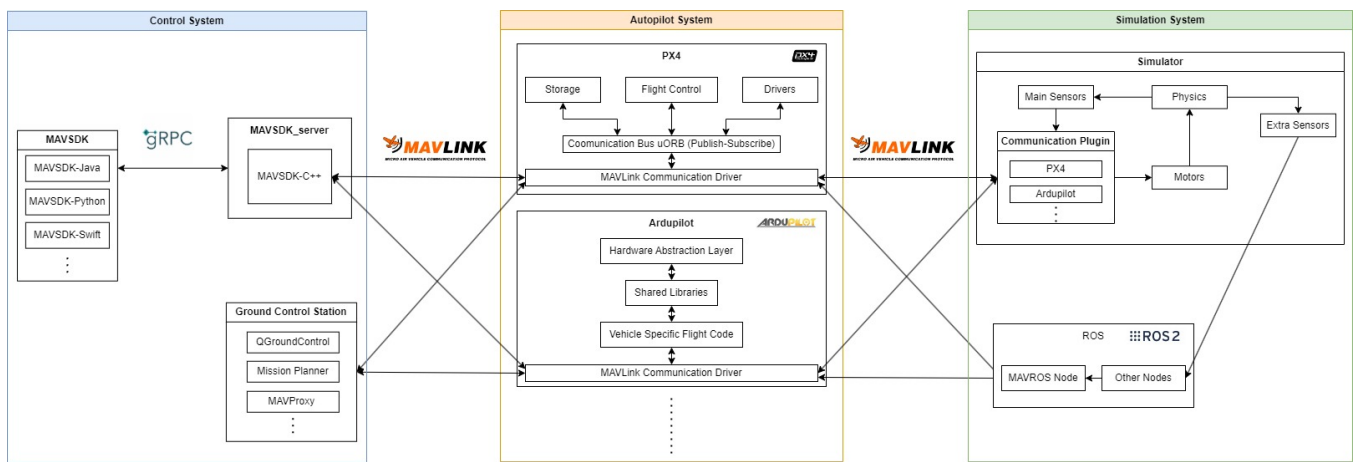 Control System
MAVSDK
MAVSDK-Java
MAVSDK-Python
MAVSDK-Swift
gRPC
MAVSDK_server
MAVSDK-C++
Ground Control Station
QGroundControl
Mission Planner
MAVProxy
MAVLINK
MICRO AIR VEHICLE COMMUNICATION PROTOCOL
Autopilot System
PX4
PX4
Storage
Flight Control
Drivers
Coomunication Bus uORB (Publish-Subscribe)
MAVLink Communication Driver
Ardupilot
ARDUPILOT
Hardware Abstraction Layer
Shared Libraries
Vehicle Specific Flight Code
MAVLink Communication Driver
MAVLINK
MICRO AIR VEHICLE COMMUNICATION PROTOCOL
Simulation System
Simulator
Main Sensors
Physics
Extra Sensors
Communication Plugin
PX4
Ardupilot
Motors
ROS
ROS2
MAVROS Node
Other Nodes